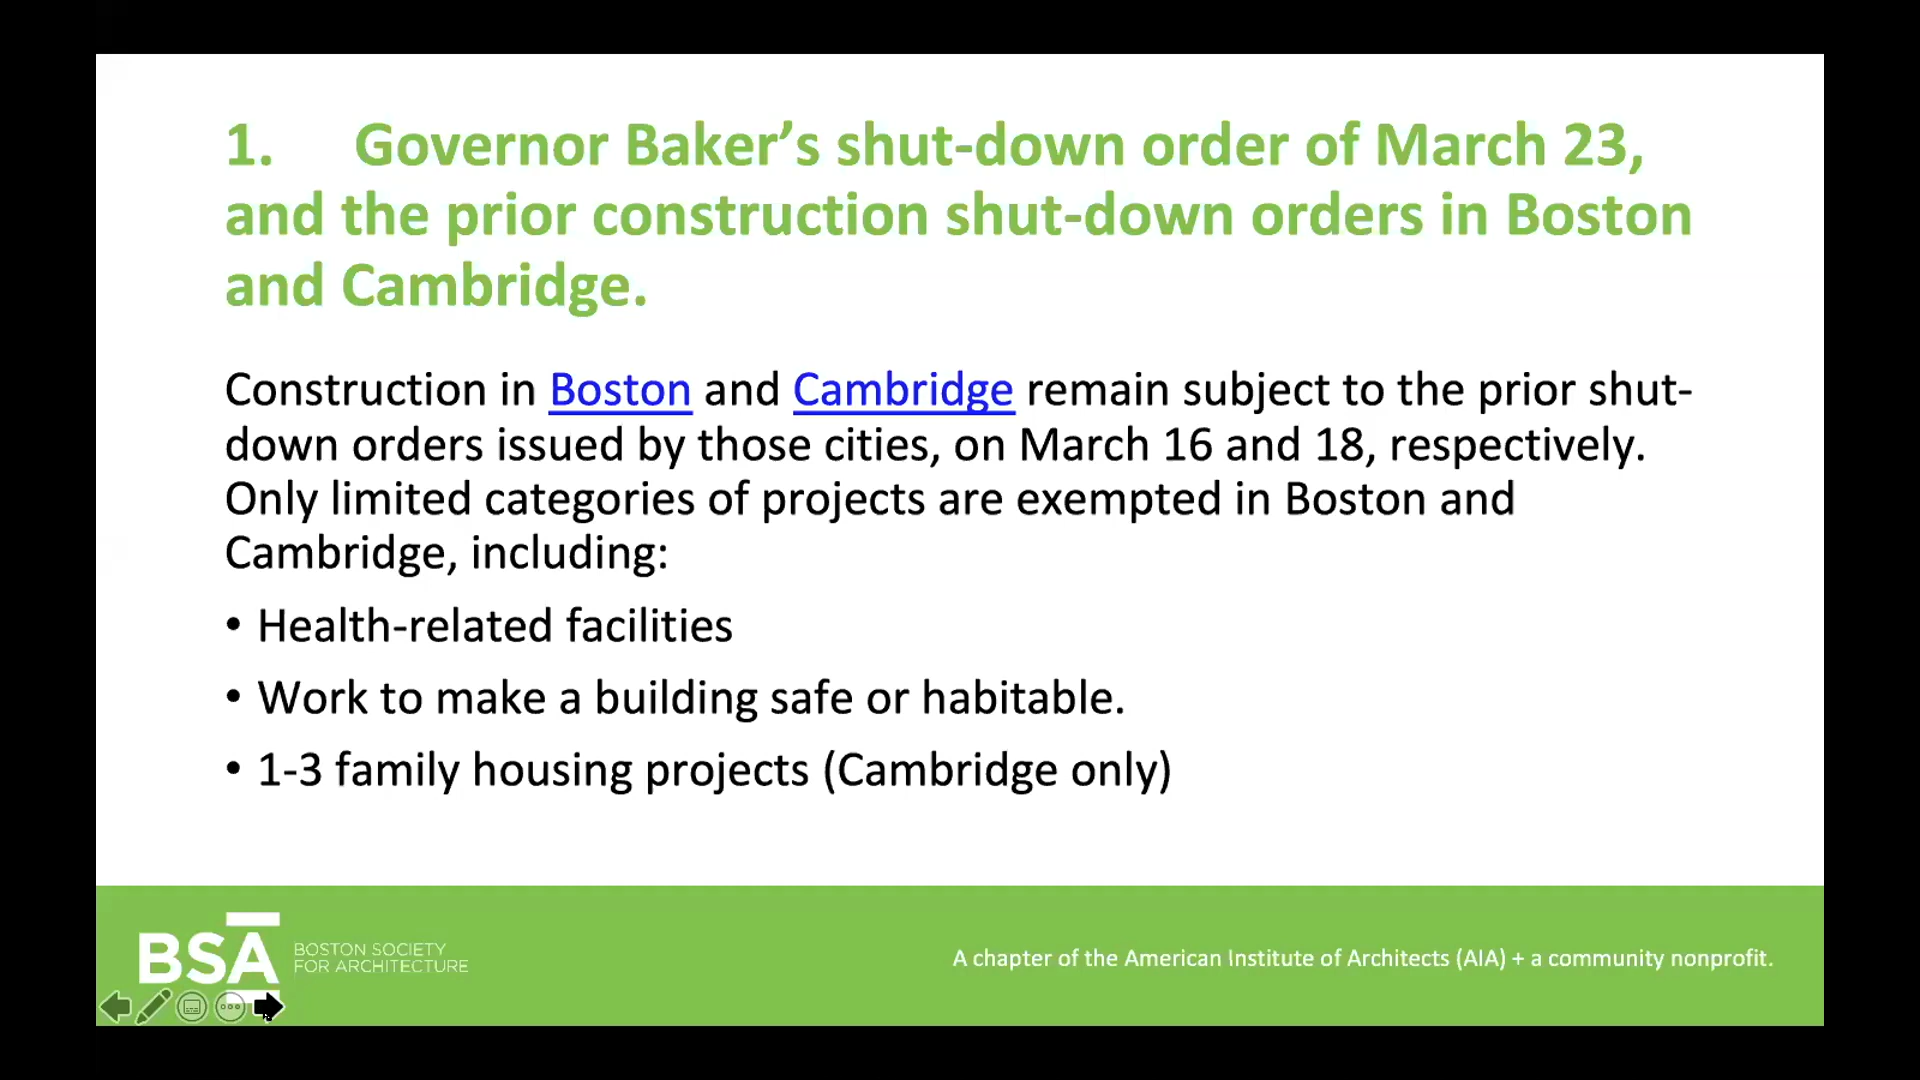 1. Governor Baker’s shut-down order of March 23,
and the prior construction shut-down orders in Boston
and Cambridge.
Construction in Boston and Cambridge remain subject to the prior shut-
down orders issued by those cities, on March 16 and 18, respectively.
Only limited categories of projects are exempted in Boston and
Cambridge, including:
• Health-related facilities
• Work to make a building safe or habitable.
• 1-3 family housing projects (Cambridge only)
BSA
BOSTON SOCIETY
FOR ARCHITECTURE
A chapter of the American Institute of Architects (AIA) + a community nonprofit.